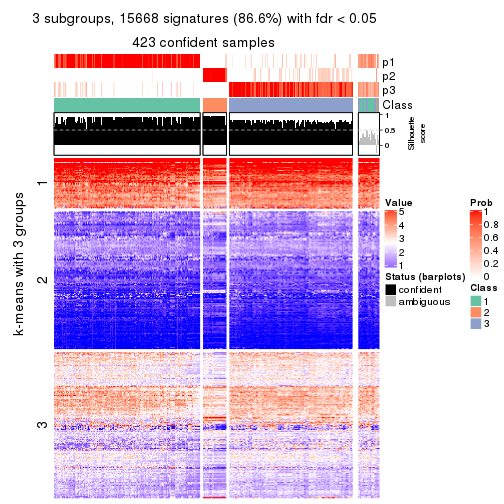 3 subgroups, 15668 signatures (86.6%) with fdr < 0.05
423 confident samples
p1
p2
p3
Class
1
0.5
0
Silhouette
score
k-means with 3 groups
1
2
3
Value
5
4
3
2
1
Status (barplots)
confident
ambiguous
Prob
1
0.8
0.6
0.4
0.2
0
Class
1
2
3